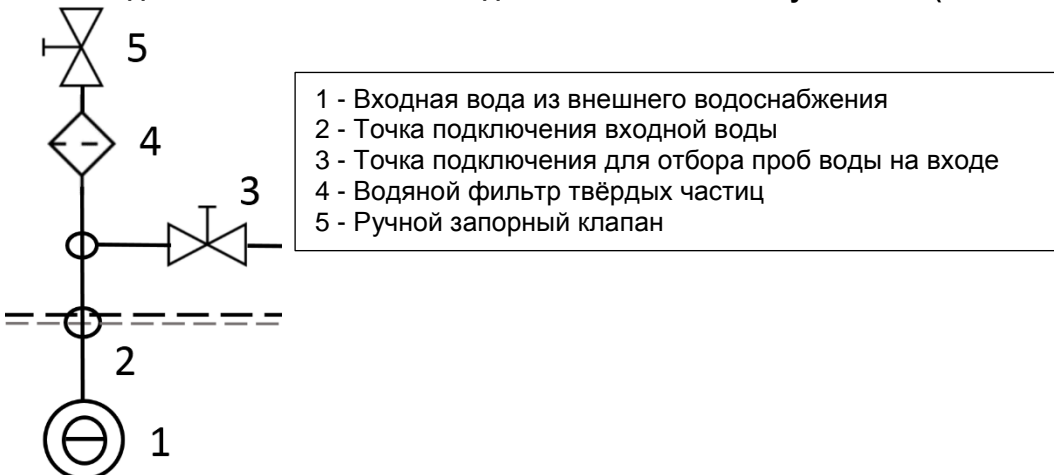 5
4
3
2
1
1 - Входная вода из внешнего водоснабжения
2 - Точка подключения входной воды
3 - Точка подключения для отбора проб воды на входе
4 - Водяной фильтр твёрдых частиц
5 - Ручной запорный клапан